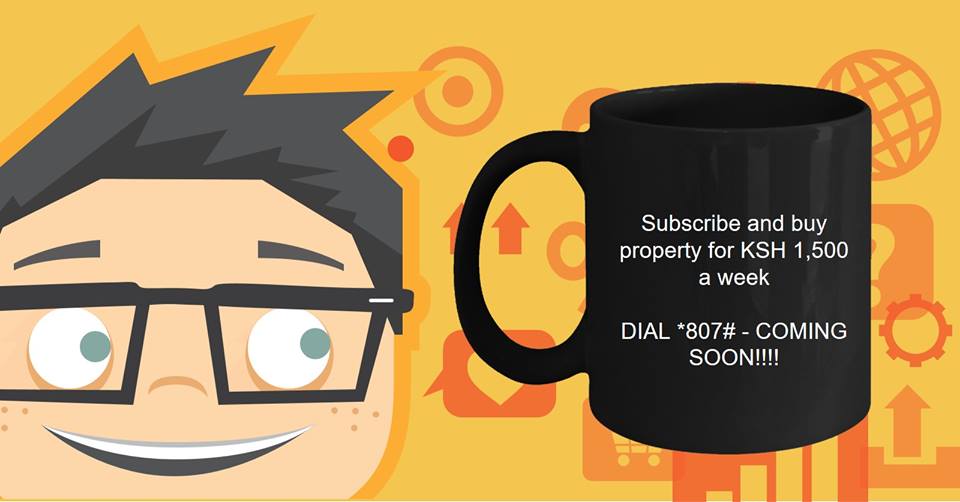 Subscribe and buy
property for KSH 1,500
a week
DIAL *807# - COMING
SOON!!!!